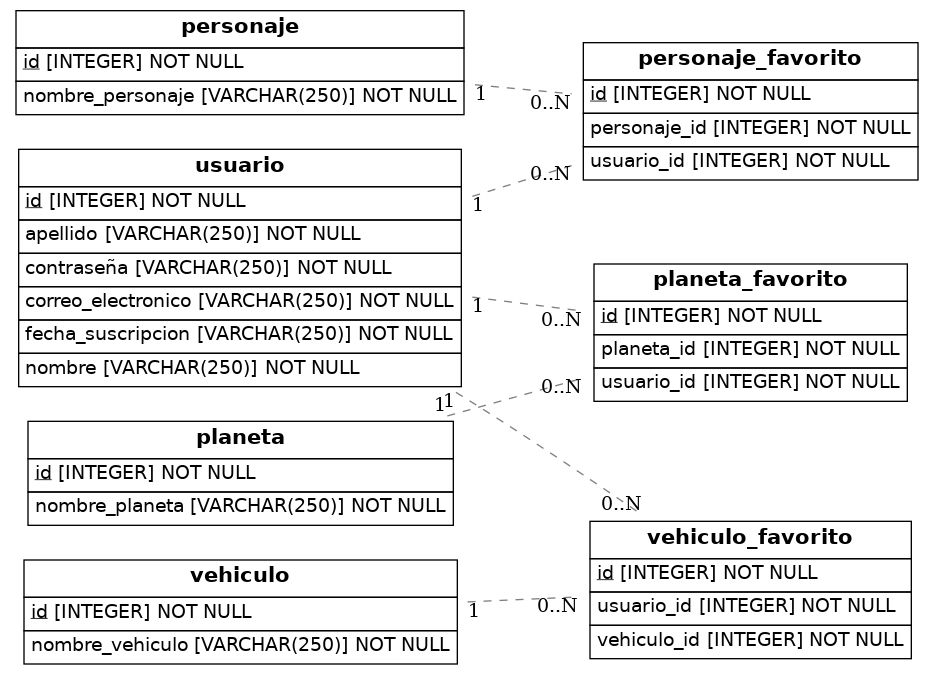 personaje
id [INTEGER] NOT NULL
nombre_personaje [VARCHAR(250)] NOT NULL
1
0..N
personaje_favorito
id [INTEGER] NOT NULL
personaje_id [INTEGER] NOT NULL
usuario_id [INTEGER] NOT NULL
usuario
id [INTEGER] NOT NULL
apellido [VARCHAR(250)] NOT NULL
contraseña [VARCHAR(250)] NOT NULL
correo_electronico [VARCHAR(250)] NOT NULL
fecha_suscripcion [VARCHAR(250)] NOT NULL
nombre [VARCHAR(250)] NOT NULL
1
0..N
1
0..N
1
0..N
planeta_favorito
id [INTEGER] NOT NULL
planeta_id [INTEGER] NOT NULL
usuario_id [INTEGER] NOT NULL
planeta
id [INTEGER] NOT NULL
nombre_planeta [VARCHAR(250)] NOT NULL
1
0..N
vehiculo_favorito
id [INTEGER] NOT NULL
usuario_id [INTEGER] NOT NULL
vehiculo_id [INTEGER] NOT NULL
vehiculo
id [INTEGER] NOT NULL
nombre_vehiculo [VARCHAR(250)] NOT NULL
1
0..N